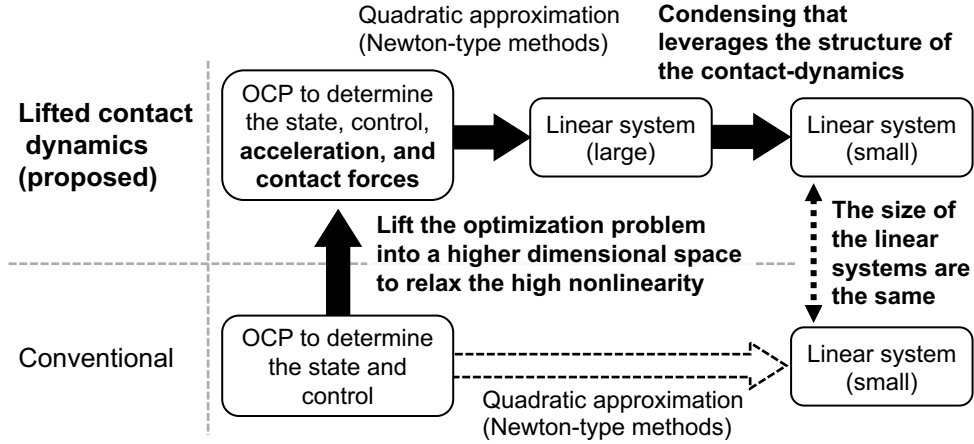 Quadratic approximation
(Newton-type methods)
Condensing that
leverages the structure of
the contact-dynamics
Lifted contact
dynamics
(proposed)
OCP to determine
the state, control,
acceleration, and
contact forces
Linear system
(large)
Linear system
(small)
Lift the optimization problem
into a higher dimensional space
to relax the high nonlinearity
The size of
the linear
systems are
the same
Conventional
OCP to determine
the state and
control
Quadratic approximation
(Newton-type methods)
Linear system
(small)